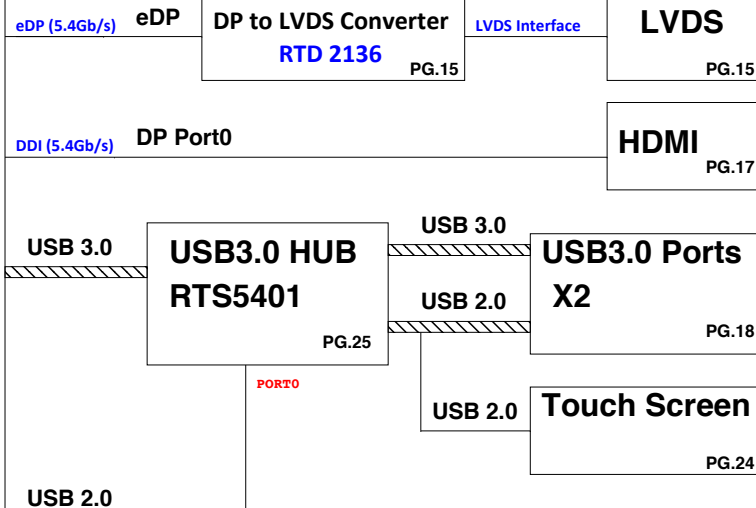 eDP (5.4Gb/s)
eDP
DP to LVDS Converter
RTD 2136
PG.15
LVDS Interface
LVDS
PG.15
DDI (5.4Gb/s)
DP Port0
HDMI
PG.17
USB 3.0
USB3.0 HUB
RTS5401
PG.25
USB 3.0
USB 2.0
USB3.0 Ports
X2
PG.18
PORT0
USB 2.0
Touch Screen
PG.24
USB 2.0